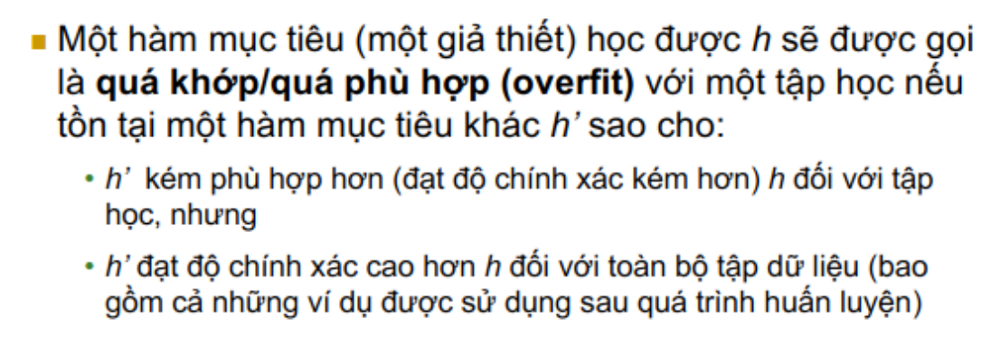 Một hàm mục tiêu (một giả thiết) học được h sẽ được gọi
là quá khớp/quá phù hợp (overfit) với một tập học nếu
tồn tại một hàm mục tiêu khác h’ sao cho:
• h’ kém phù hợp hơn (đạt độ chính xác kém hơn) h đối với tập
học, nhưng
• h’ đạt độ chính xác cao hơn h đối với toàn bộ tập dữ liệu (bao
gồm cả những ví dụ được sử dụng sau quá trình huấn luyện)